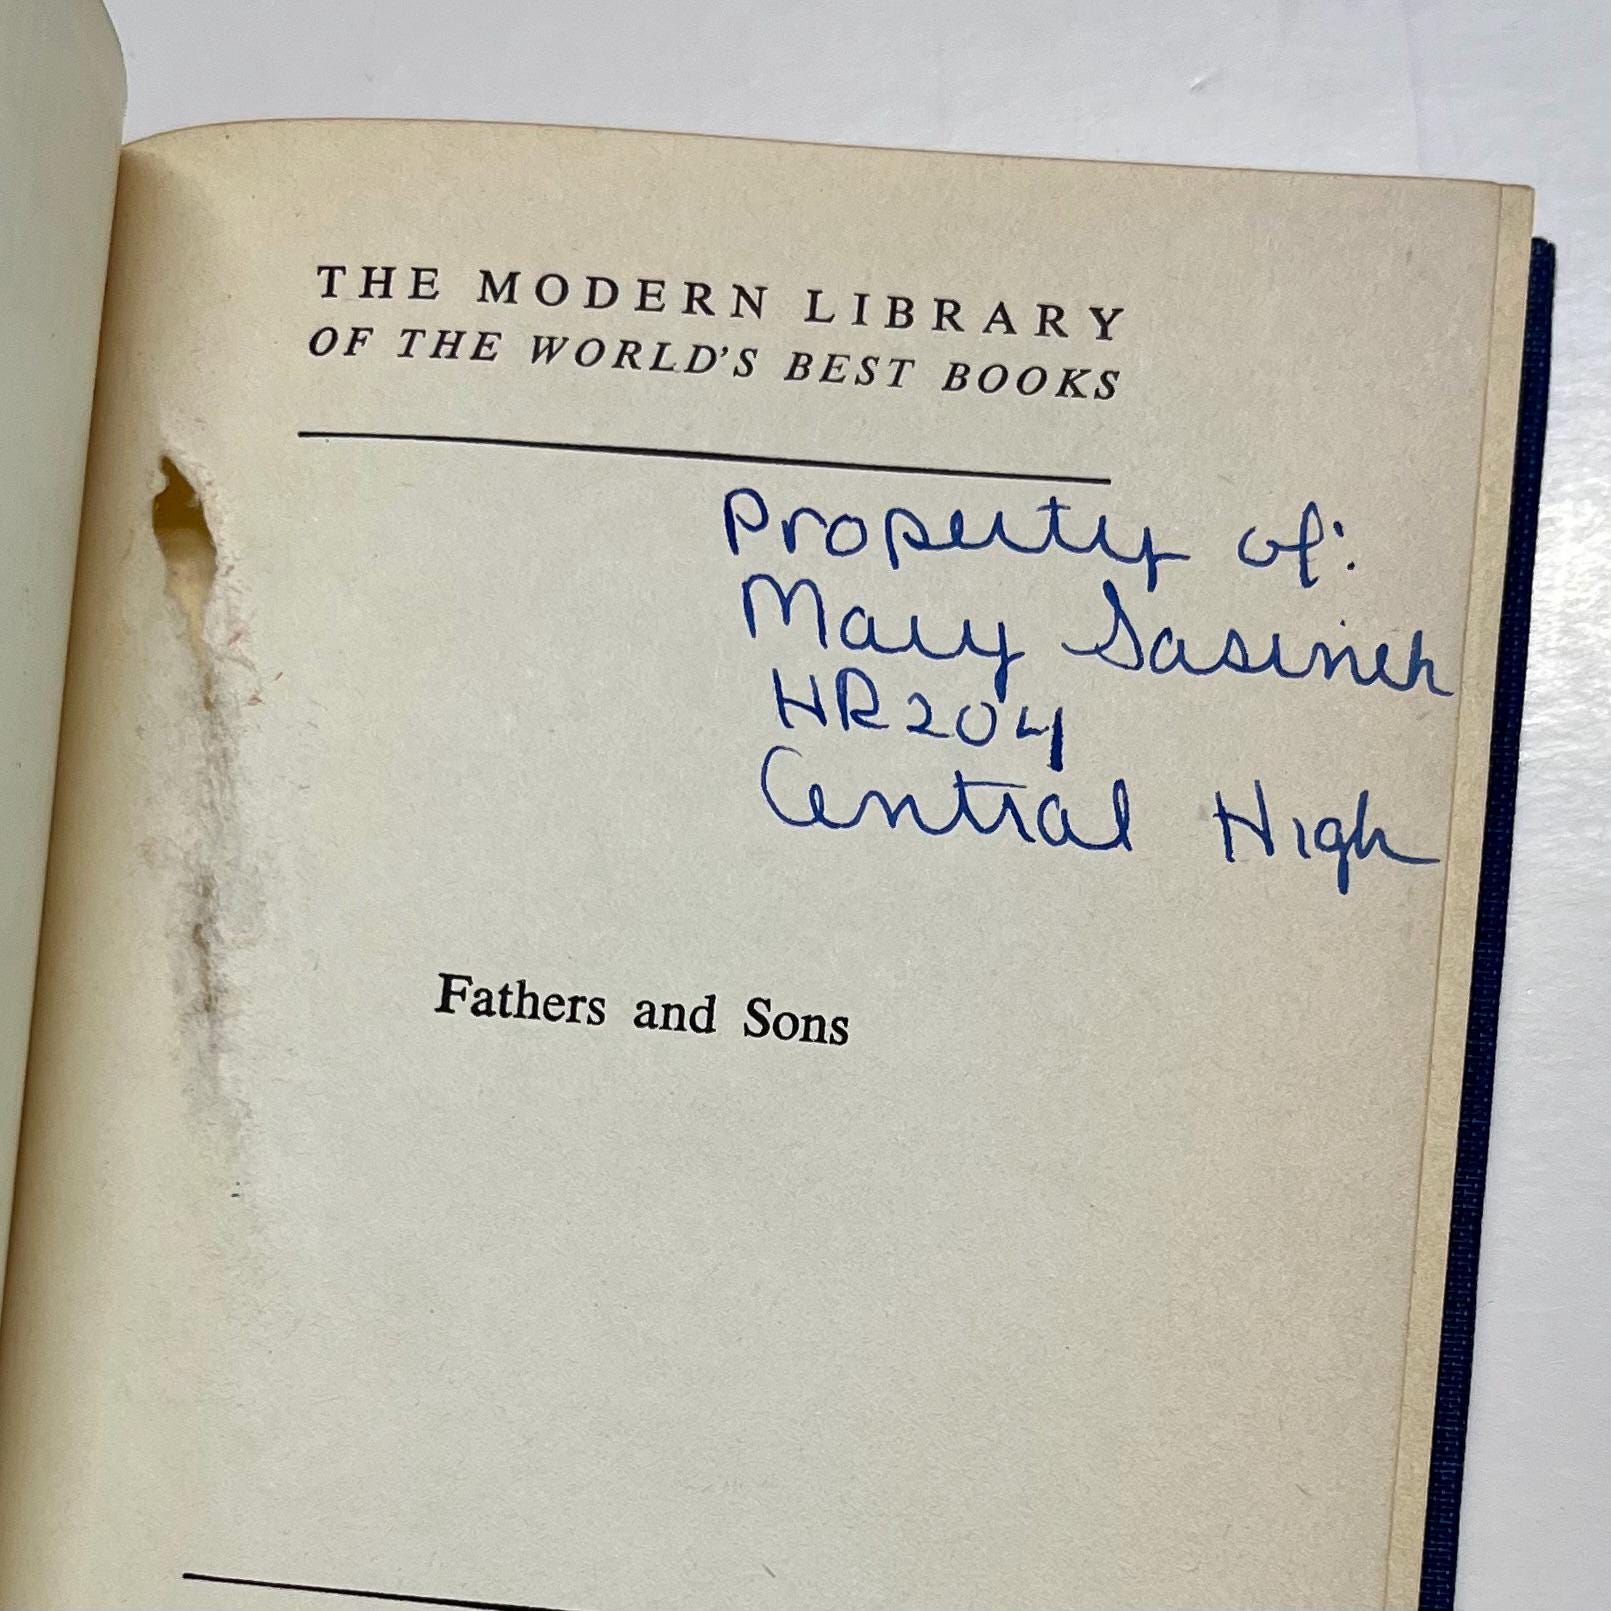 THE MODERN LIBRARY
OF THE WORLD'S BEST BOOKS
Property of:
Mary Sasinek
HR204
Central High
Fathers and Sons